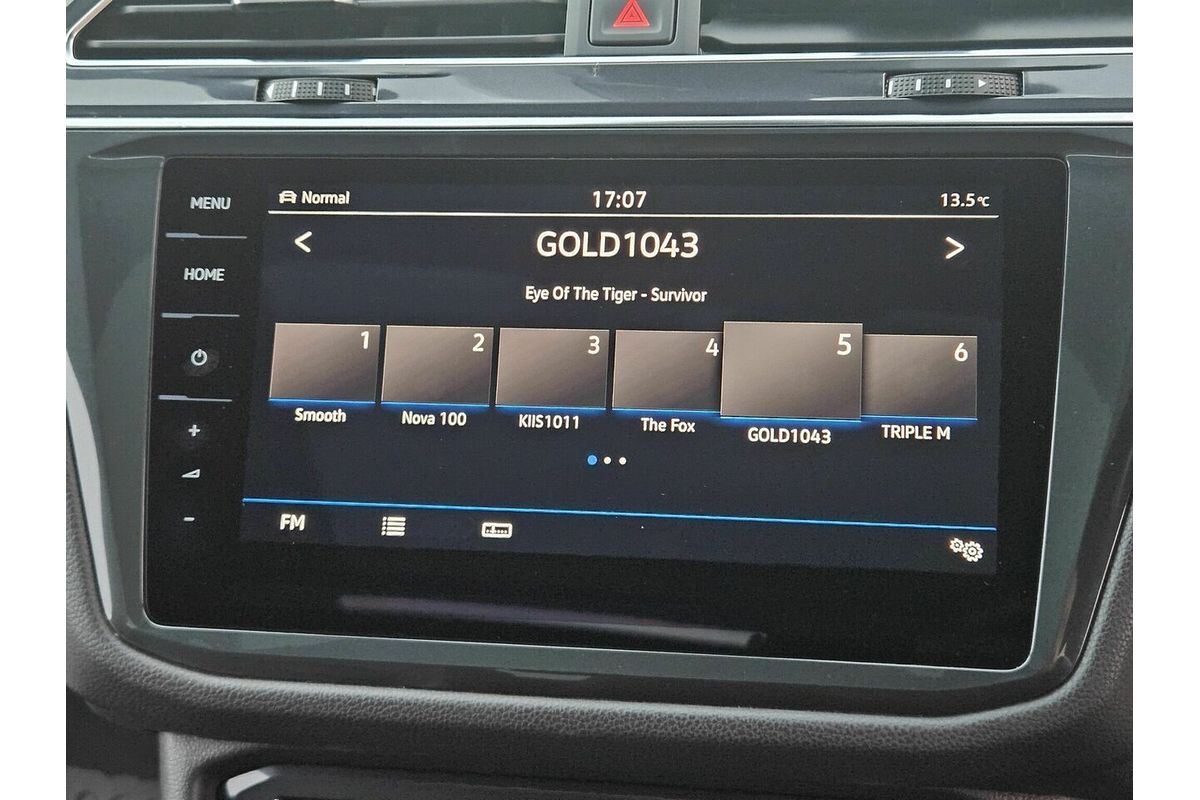 MENU
HOME
Normal
17:07
13.5°C
< GOLD1043 >
Eye Of The Tiger - Survivor
1 2 3 4 5 6
Smooth Nova 100 KIIS1011 The Fox GOLD1043 TRIPLE M
+
-
FM